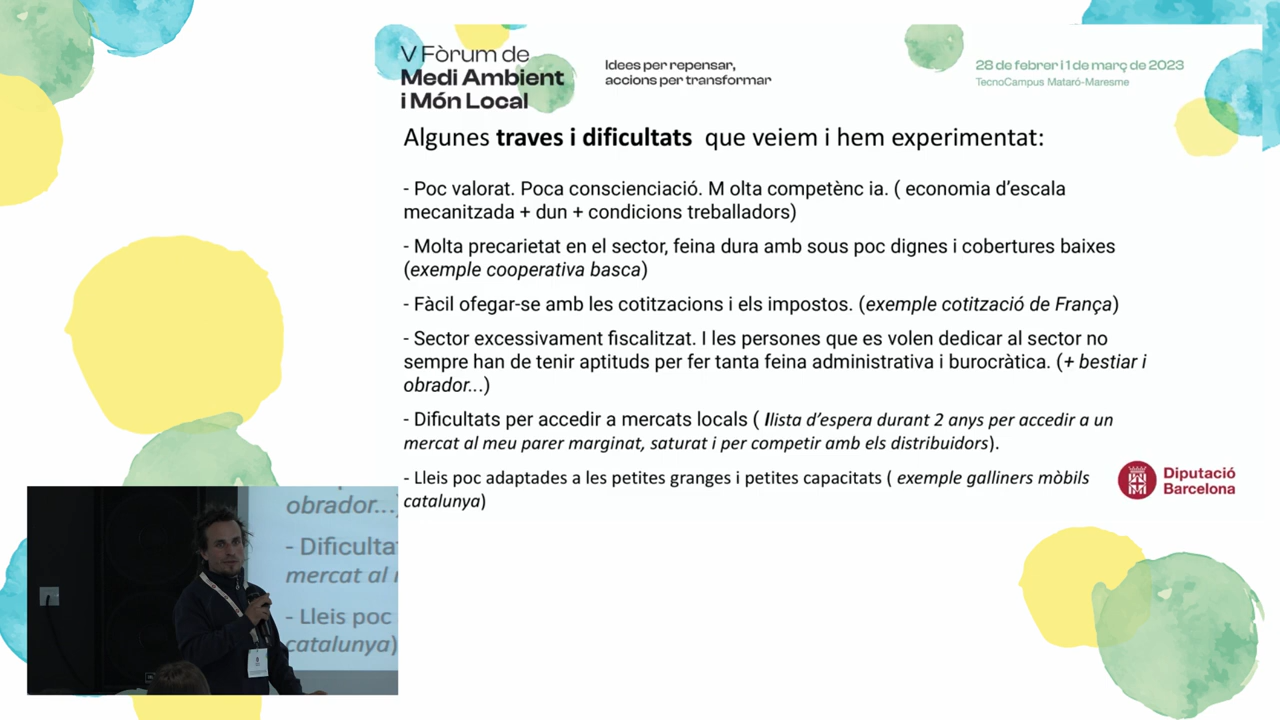 V Fòrum de
Medi Ambient
i Món Local
Idees per repensar,
accions per transformar
28 de febrer i 1 de març de 2023
TecnoCampus Mataró-Maresme
Algunes traves i dificultats que veiem i hem experimentat:
- Poc valorat. Poca conscienciació. M olta competènc ia. ( economia d'escala
mecanitzada + dun + condicions treballadors)
- Molta precarietat en el sector, feina dura amb sous poc dignes i cobertures baixes
(exemple cooperativa basca)
- Fàcil ofegar-se amb les cotitzacions i els impostos. (exemple cotització de França)
- Sector excessivament fiscalitzat. I les persones que es volen dedicar al sector no
sempre han de tenir aptituds per fer tanta feina administrativa i burocràtica. (+ bestiar i
obrador...)
- Dificultats per accedir a mercats locals ( llista d'espera durant 2 anys per accedir a un
mercat al meu parer marginat, saturat i per competir amb els distribuidors).
- Lleis poc adaptades a les petites granges i petites capacitats ( exemple galliners mòbils
catalunya)
Diputació
Barcelona
obrador...)
- Dificulta
mercat al
- Lleis poc
catalunya)